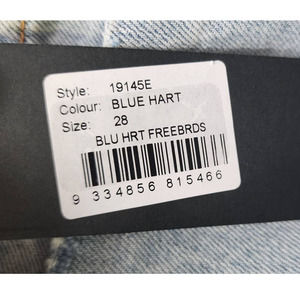 Style: 19145E
Colour: BLUE HART
Size: 28
BLU HRT FREEBRDS
9 334856 815466